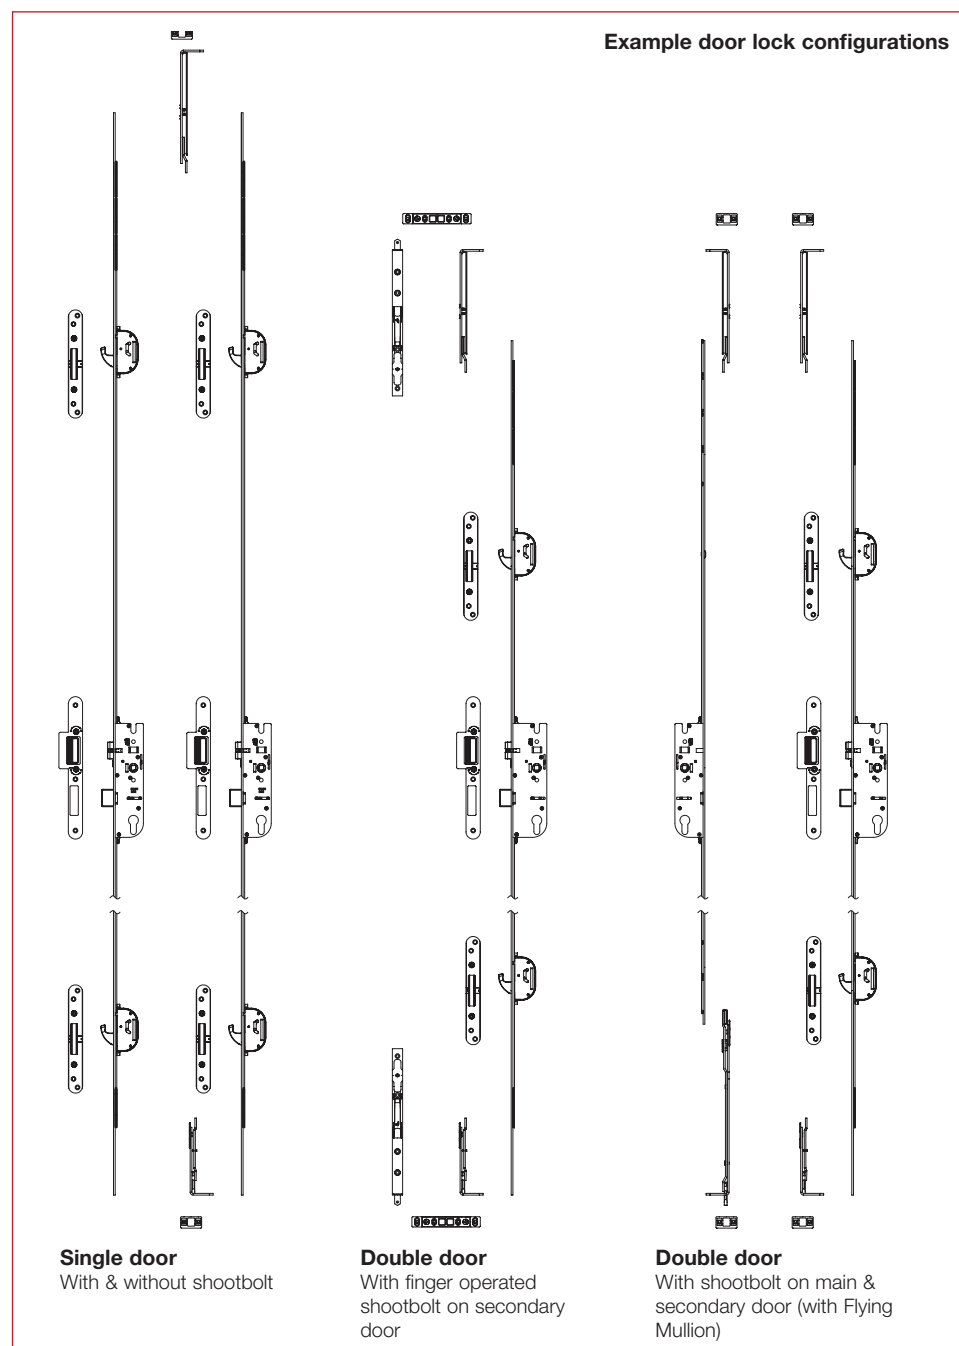 Example door lock configurations
Single door
With & without shootbolt
Double door
With finger operated
shootbolt on secondary
door
Double door
With shootbolt on main &
secondary door (with Flying
Mullion)